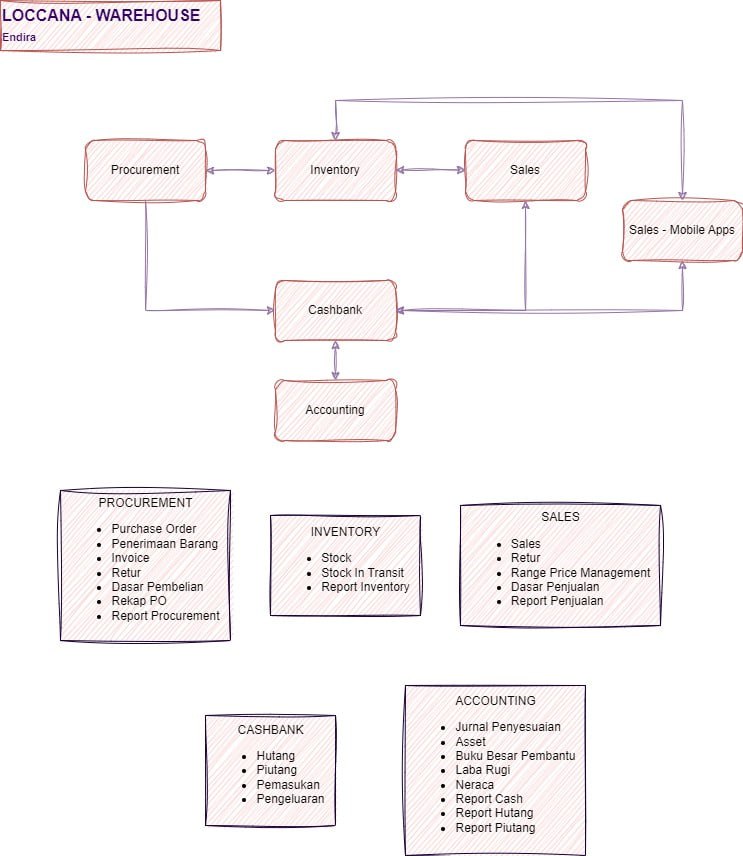 LOCCANA - WAREHOUSE
Endira
Procurement
Inventory
Sales
Sales - Mobile Apps
Cashbank
Accounting
PROCUREMENT
Purchase Order
Penerimaan Barang
Invoice
Retur
Dasar Pembelian
Rekap PO
Report Procurement
INVENTORY
Stock
Stock In Transit
Report Inventory
SALES
Sales
Retur
Range Price Management
Dasar Penjualan
Report Penjualan
CASHBANK
Hutang
Piutang
Pemasukan
Pengeluaran
ACCOUNTING
Jurnal Penyesuaian
Asset
Buku Besar Pembantu
Laba Rugi
Neraca
Report Cash
Report Hutang
Report Piutang